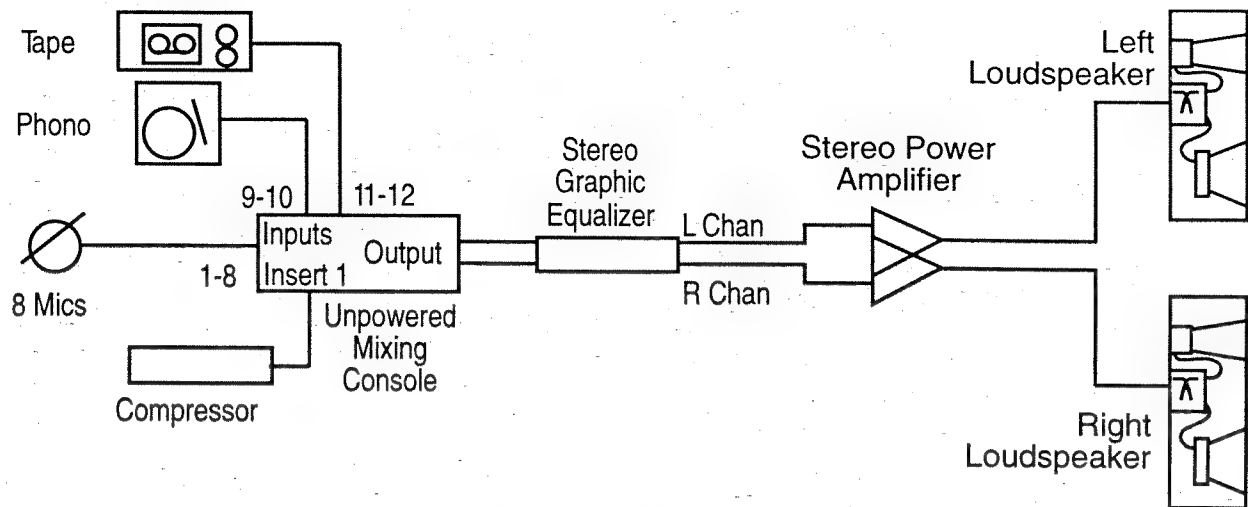 Tape
Phono
9-10
11-12
Inputs
Output
Insert 1
1-8
8 Mics
Unpowered
Mixing
Console
Compressor
Stereo
Graphic
Equalizer
L Chan
R Chan
Stereo Power
Amplifier
Left
Loudspeaker
Right
Loudspeaker